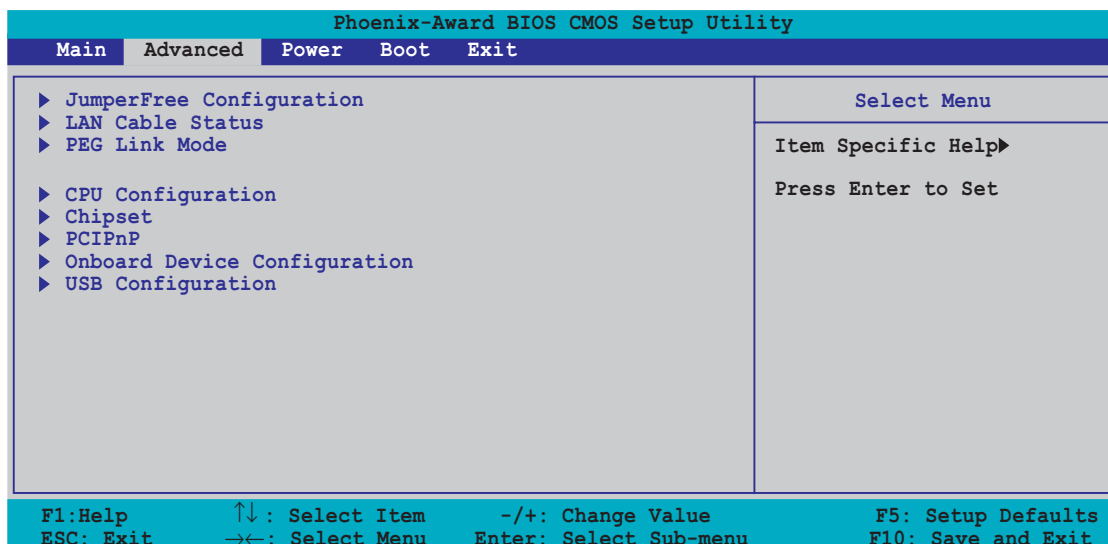 Phoenix-Award BIOS CMOS Setup Utility
Main Advanced Power Boot Exit
JumperFree Configuration
LAN Cable Status
PEG Link Mode
CPU Configuration
Chipset
PCIPnP
Onboard Device Configuration
USB Configuration
Select Menu
Item Specific Help
Press Enter to Set
F1:Help ↑↓: Select Item -/+: Change Value F5: Setup Defaults
ESC: Exit →←: Select Menu Enter: Select Sub-menu F10: Save and Exit